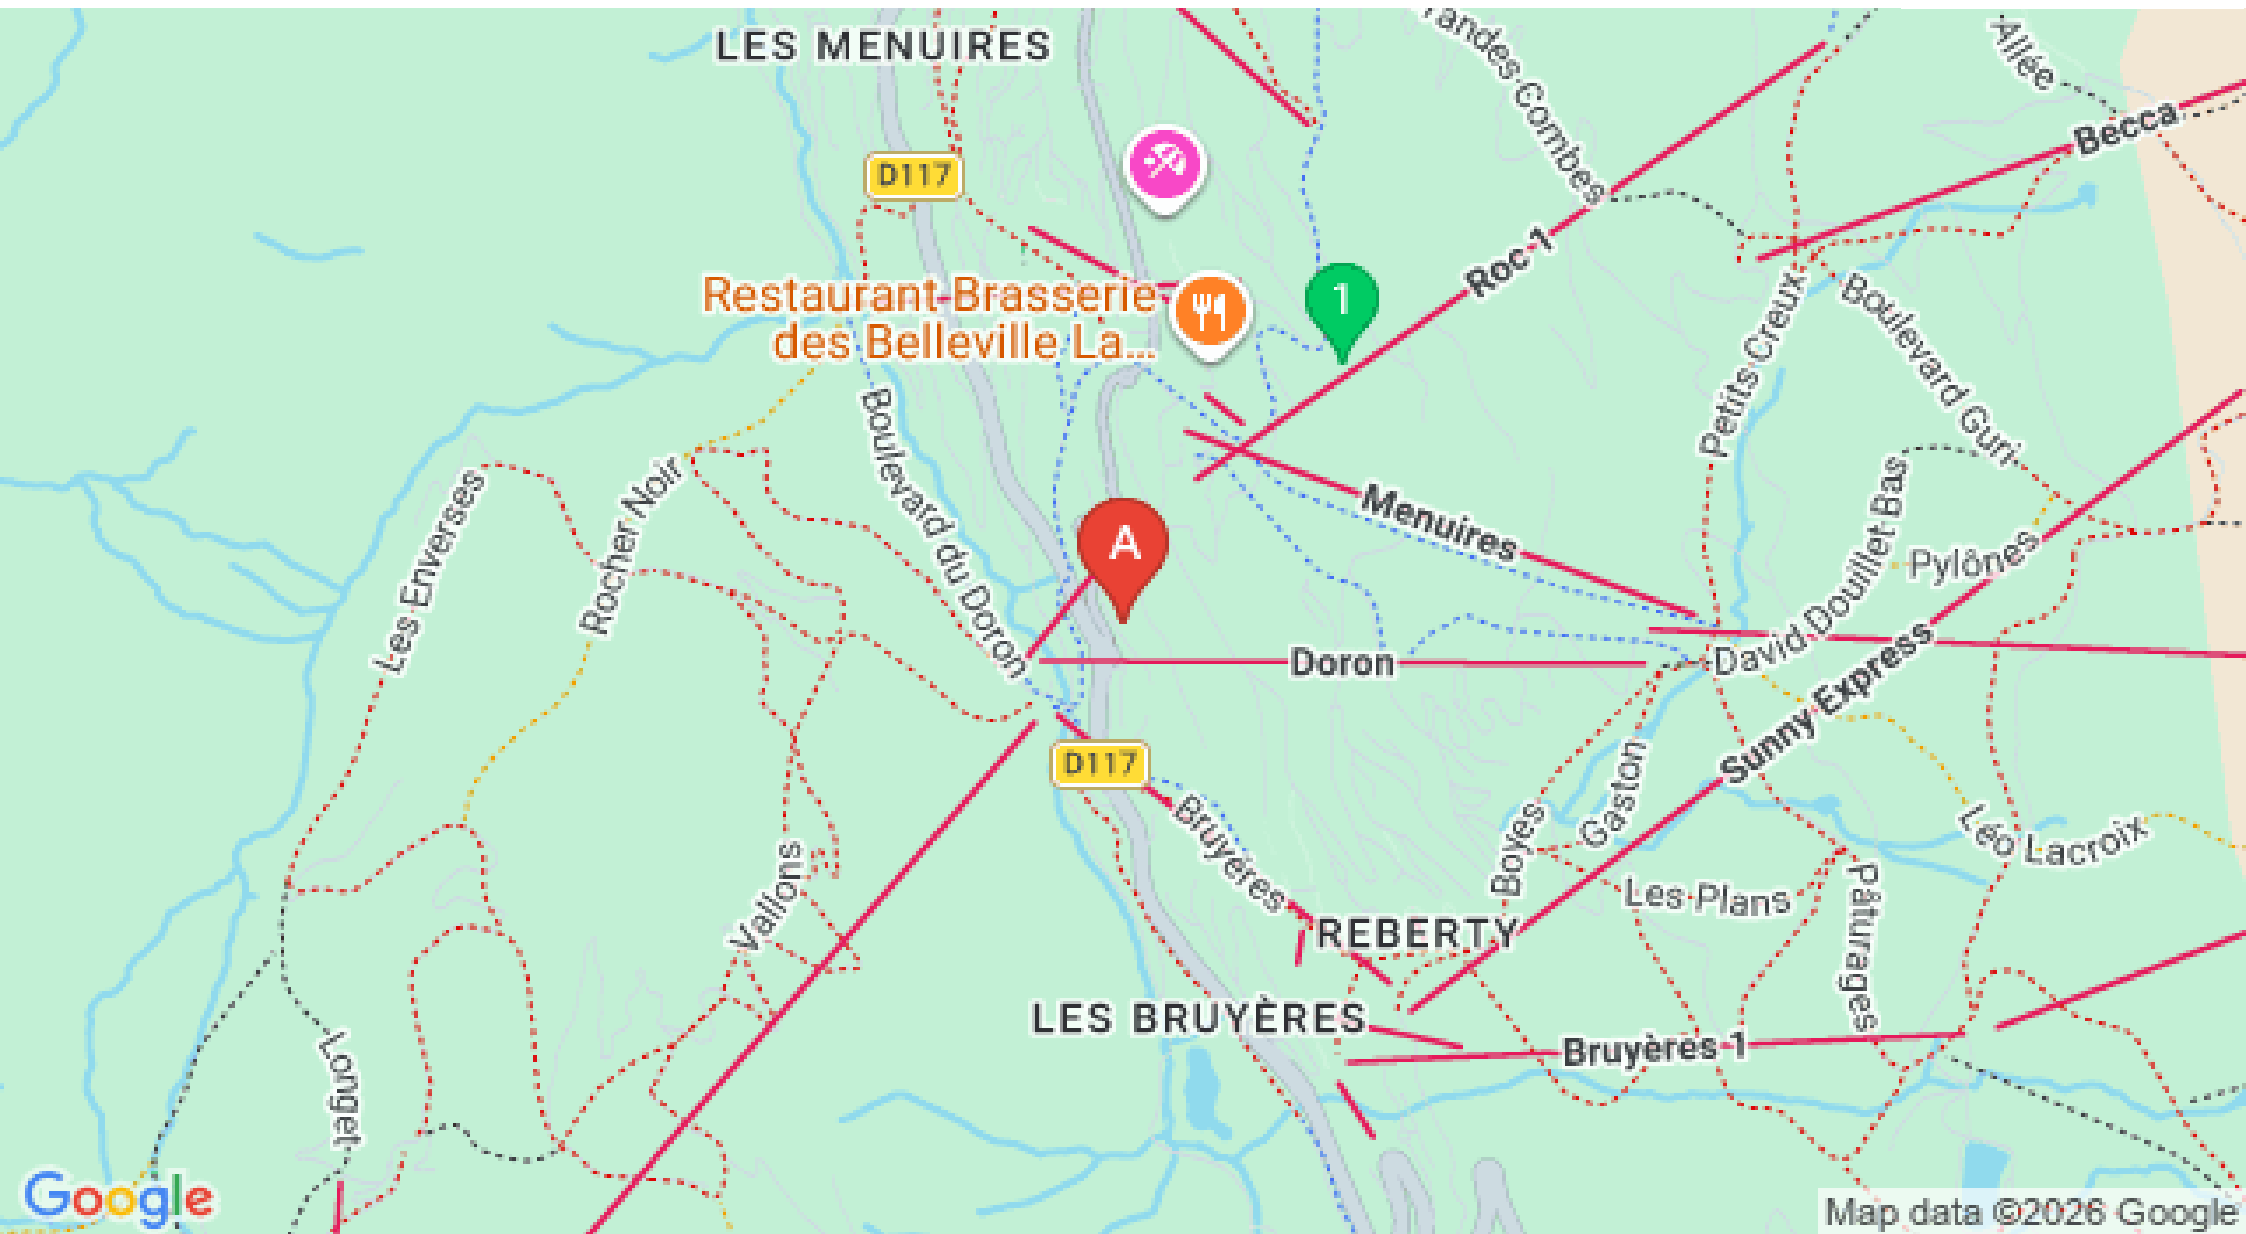 LES MENUIRES
randes Combes
Allée
Becca
D117
Roc 1
Restaurant Brasserie
des Belleville La...
1
Petits Creux
Boulevard Guri
Boulevard du Doron
Les Enverses
Rocher Noir
Menuires
A
David Douillet Bas
Pylônes
Doron
Sunny Express
D117
Bruyères
Gaston
Boyes
Léo Lacroix
Vallons
Les Plans
Pâturages
REBERTY
LES BRUYÈRES
Bruyères 1
Longet
Google
Map data ©2026 Google